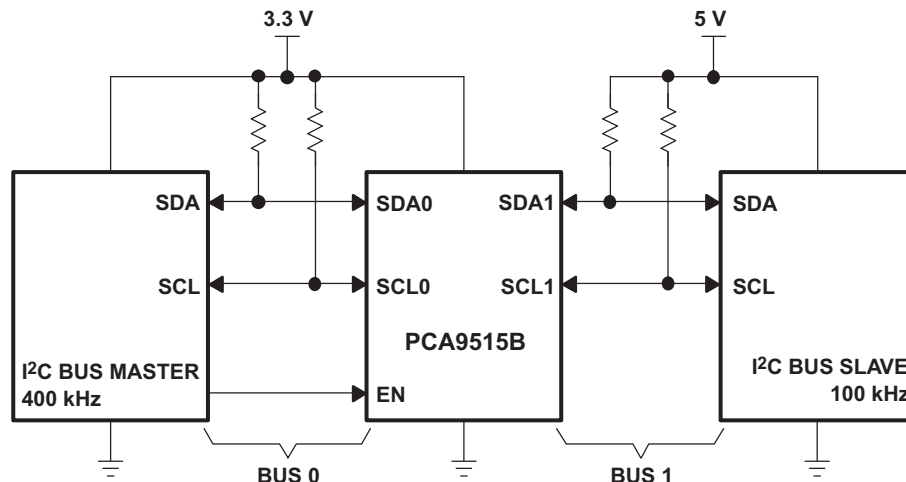 3.3 V
5 V
SDA
SDA0
SDA1
SDA
SCL
SCL0
SCL1
SCL
PCA9515B
I²C BUS MASTER
400 kHz
EN
I²C BUS SLAVE
100 kHz
BUS 0
BUS 1